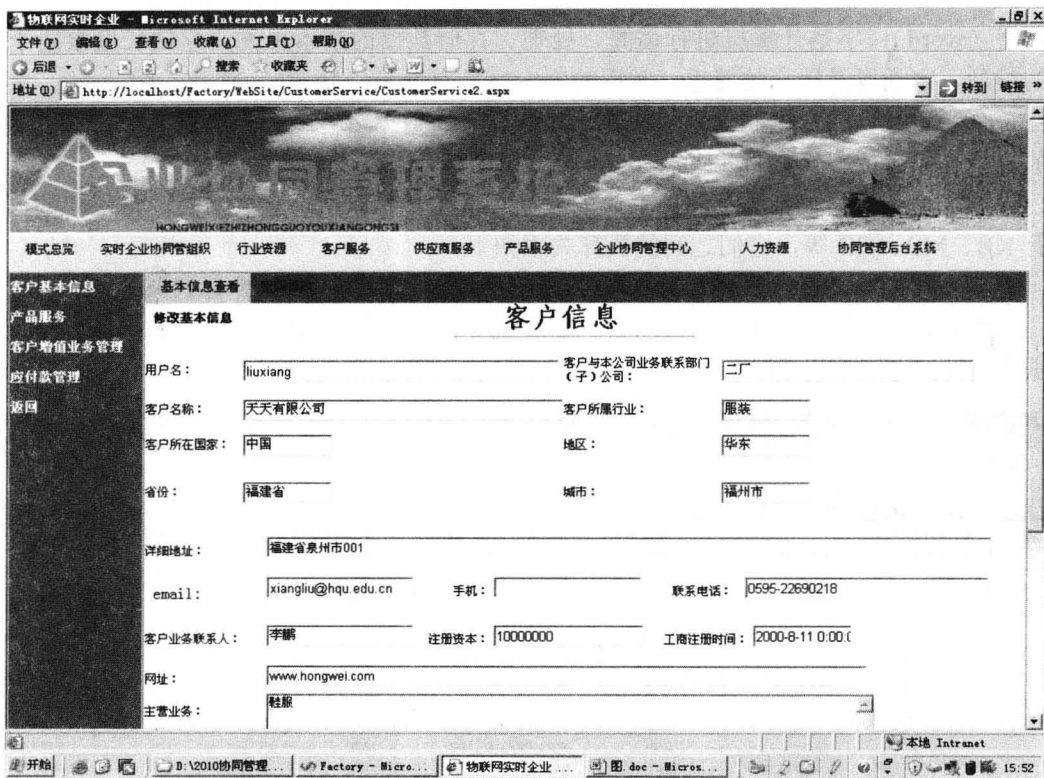 物联网实时企业 - Microsoft Internet Explorer
文件(F) 编辑(E) 查看(V) 收藏(A) 工具(T) 帮助(H)
后退 搜索 收藏夹
地址(D) http://localhost/Factory/WebSite/CustomerService/CustomerService2.aspx 转到 链接 »
企业协同管理系统
HONGWEIXIEZHIZHONGGUOYOUXIANGONGSI
模式总览 实时企业协同管组织 行业资源 客户服务 供应商服务 产品服务 企业协同管理中心 人力资源 协同管理后台系统
客户基本信息 基本信息查看
产品服务 修改基本信息 客户信息
客户增值业务管理
应付款管理
返回
用户名： liuxiang 客户与本公司业务联系部门（子）公司： 二厂
客户名称： 天天有限公司 客户所属行业： 服装
客户所在国家： 中国 地区： 华东
省份： 福建省 城市： 福州市
详细地址： 福建省泉州市001
email: xiangliu@hqu.edu.cn 手机： 联系电话： 0595-22690218
客户业务联系人： 李鹏 注册资本： 10000000 工商注册时间： 2000-8-11 0:00:0
网址： www.hongwei.com
主营业务： 鞋服
本地 Intranet
开始 D:\2010协同管理... Factory - Micro... 物联网实时企业 ... 图.doc - Micros... 15:52